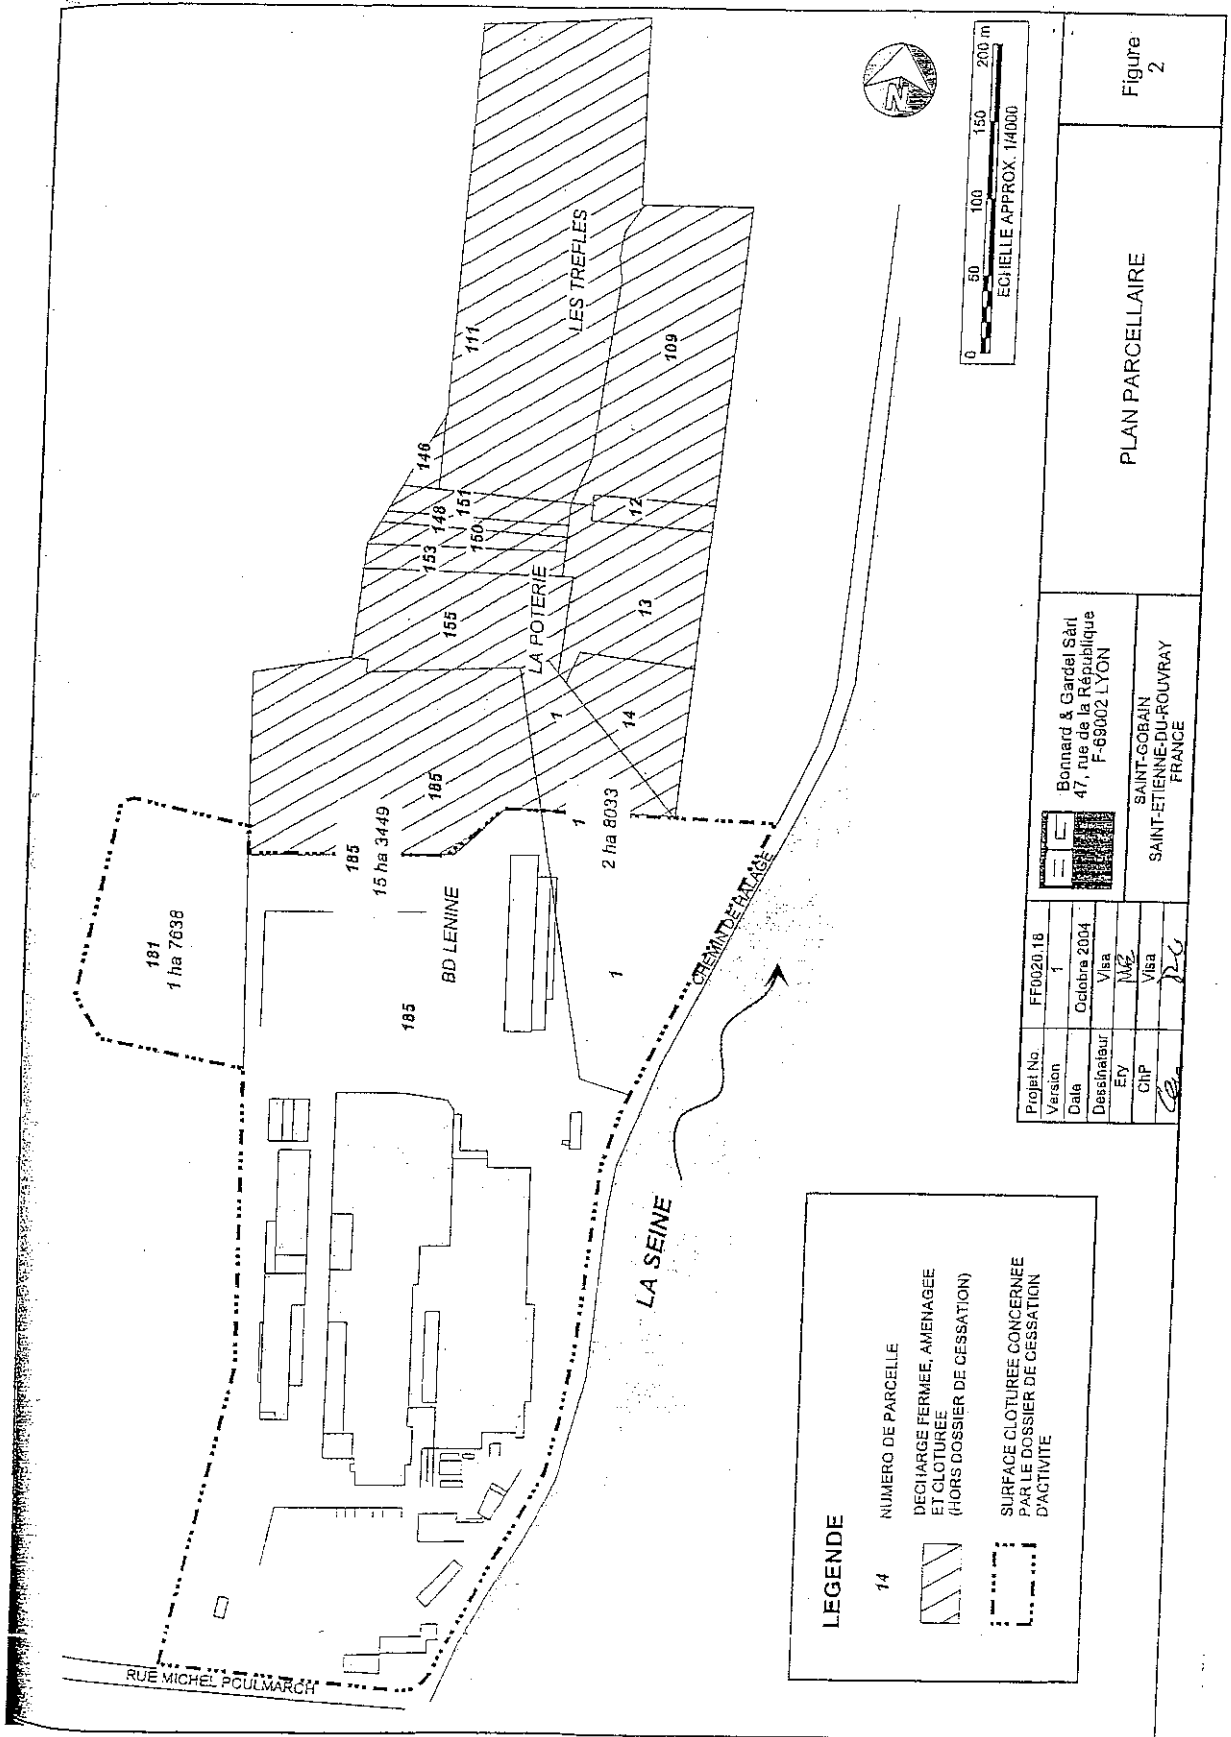 RUE MICHEL POULMARCH
181
1 ha 7638
185
15 ha 3449
185
185
BD LENINE
1
2 ha 8033
1
1
14
LA POTERIE
155
153
148
150
151
146
13
12
111
LES TREFLES
109
CHEMIN DE HALAGE
LA SEINE
N
0 50 100 150 200 m
ECHELLE APPROX. 1/4000
LEGENDE
14 NUMERO DE PARCELLE
DECHARGE FERMEE, AMENAGEE
ET CLOTUREE
(HORS DOSSIER DE CESSATION)
SURFACE CLOTUREE CONCERNEE
PAR LE DOSSIER DE CESSATION
D'ACTIVITE
Projet No. FF0020.18
Version 1
Date Octobre 2004
Dessinateur Visa
Ery
ChP Visa
Bonnard & Gardel Sàrl
47, rue de la République
F-69002 LYON
SAINT-GOBAIN
SAINT-ETIENNE-DU-ROUVRAY
FRANCE
PLAN PARCELLAIRE
Figure
2